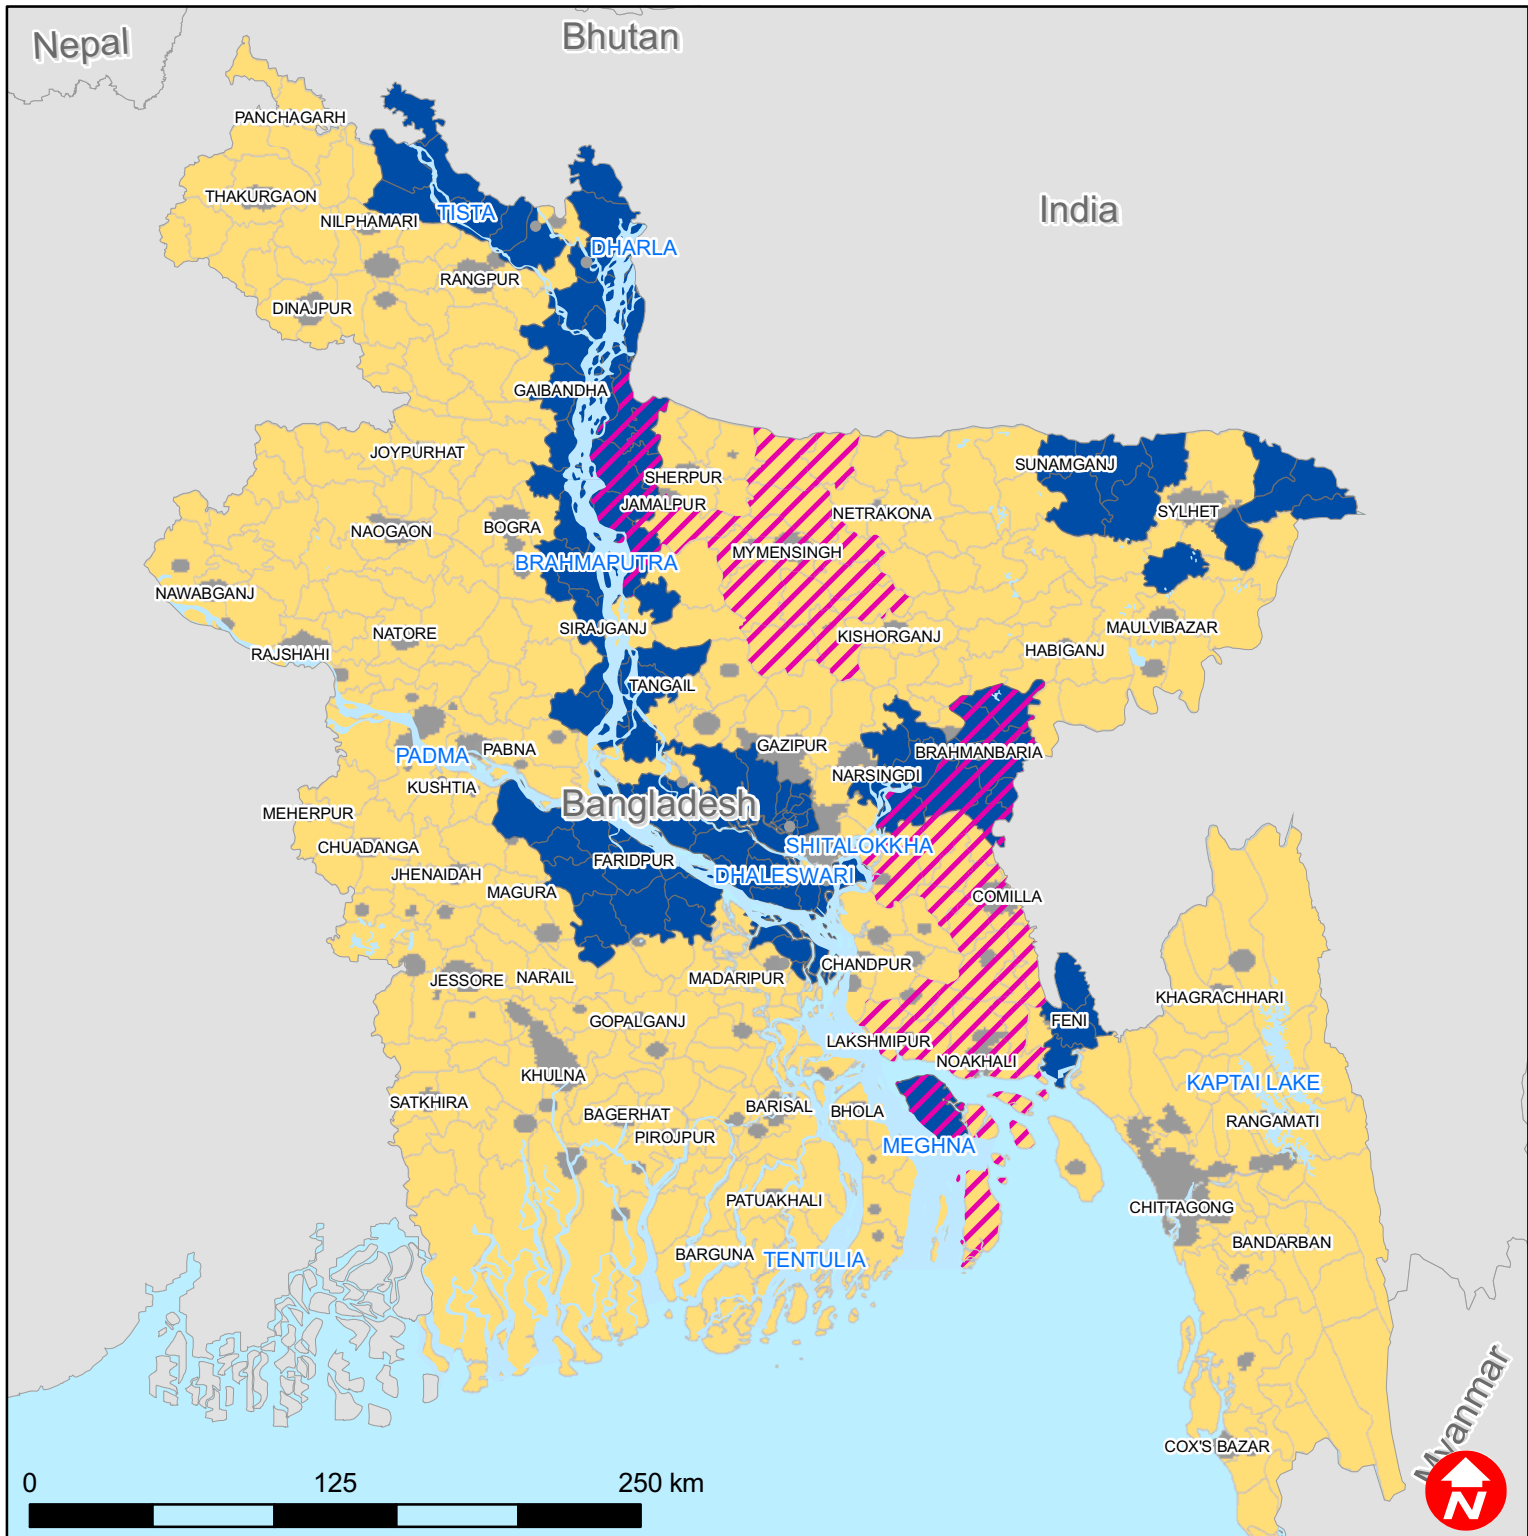 Nepal
Bhutan
PANCHAGARH
THAKURGAON
India
NILPHAMARI
TISTA
DHARLA
RANGPUR
DINAJPUR
GAIBANDHA
JOYPURHAT
SHERPUR
SUNAMGANJ
JAMALPUR
NETRAKONA
SYLHET
NAOGAON
BOGRA
MYMENSINGH
BRAHMAPUTRA
NAWABGANJ
NATORE
SIRAJGANJ
KISHORGANJ
MAULVIBAZAR
RAJSHAHI
HABIGANJ
TANGAIL
PADMA
PABNA
GAZIPUR
BRAHMANBARIA
KUSHTIA
NARSINGDI
MEHERPUR
Bangladesh
CHUADANGA
SHITALOKKHA
FARIDPUR
JHENAIDAH
DHALESWARI
MAGURA
COMILLA
JESSORE
NARAIL
MADARIPUR
CHANDPUR
KHAGRACHHARI
GOPALGANJ
FENI
LAKSHMIPUR
NOAKHALI
KHULNA
KAPTAI LAKE
SATKHIRA
BAGERHAT
BARISAL
BHOLA
RANGAMATI
PIROJPUR
MEGHNA
PATUAKHALI
CHITTAGONG
BARGUNA
TENTULIA
BANDARBAN
Myanmar
COX'S BAZAR
0 125 250 km
N